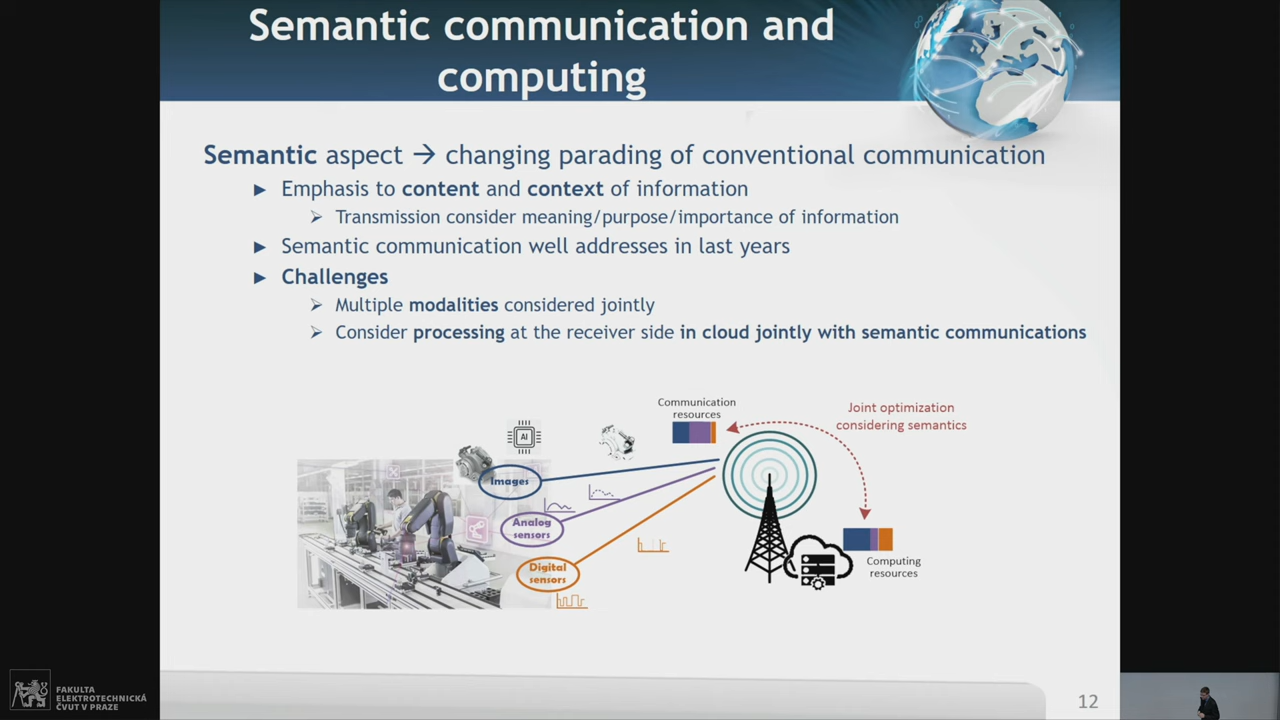 Semantic communication and
computing
Semantic aspect → changing parading of conventional communication
► Emphasis to content and context of information
➢ Transmission consider meaning/purpose/importance of information
► Semantic communication well addresses in last years
► Challenges
➢ Multiple modalities considered jointly
➢ Consider processing at the receiver side in cloud jointly with semantic communications
Communication
resources
Joint optimization
considering semantics
AI
Images
Analog
sensors
Digital
sensors
Computing
resources
12
FAKULTA
ELEKTROTECHNICKÁ
ČVUT V PRAZE